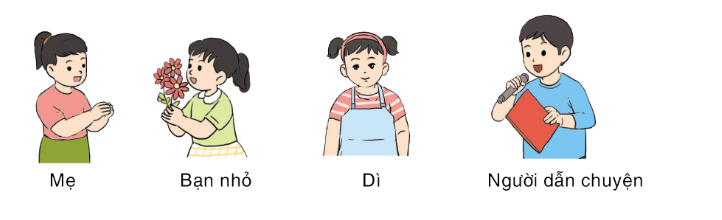 Mẹ Bạn nhỏ Dì Người dẫn chuyện